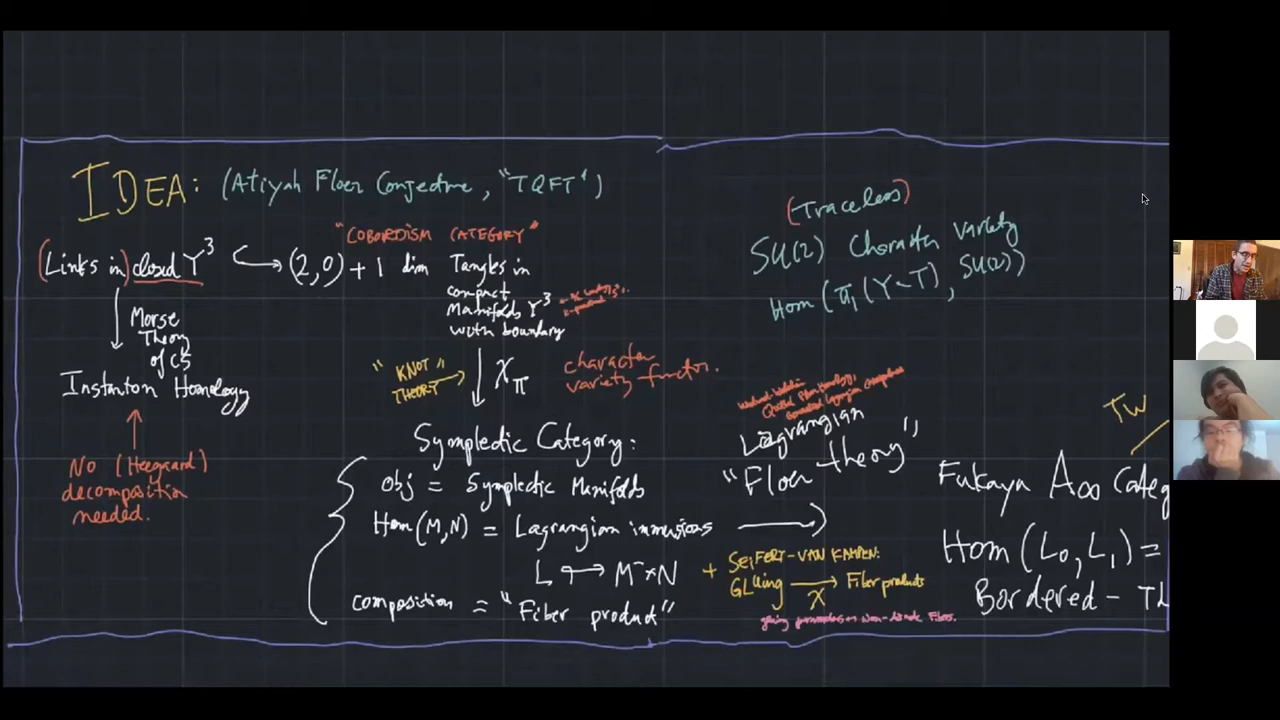 IDEA: (Atiyah Floer Conjecture, "TQFT")
"COBORDISM CATEGORY"
(Links in) closed Y³ ↪ (2,0)+1 dim Tangles in
compact
Manifolds Y³
with boundary
Morse
Theory
of CS
Instanton Homology
No (Heegaard)
decomposition
needed.
"KNOT"
THEORY →
χ_π
character
variety functor.
Symplectic Category:
obj = Symplectic Manifolds
Hom(M,N) = Lagrangian immersions
L ↬ M⁻×N
composition = "Fiber product"
+ SEIFERT-VAN KAMPEN:
GLUing → Fiber products
χ
(Traceless)
SU(2) Character variety
Hom(π₁(Y∖T), SU(2))
Lagrangian
"Floer theory"
TW
Fukaya A∞ Categ
Hom(L₀,L₁) =
Bordered -